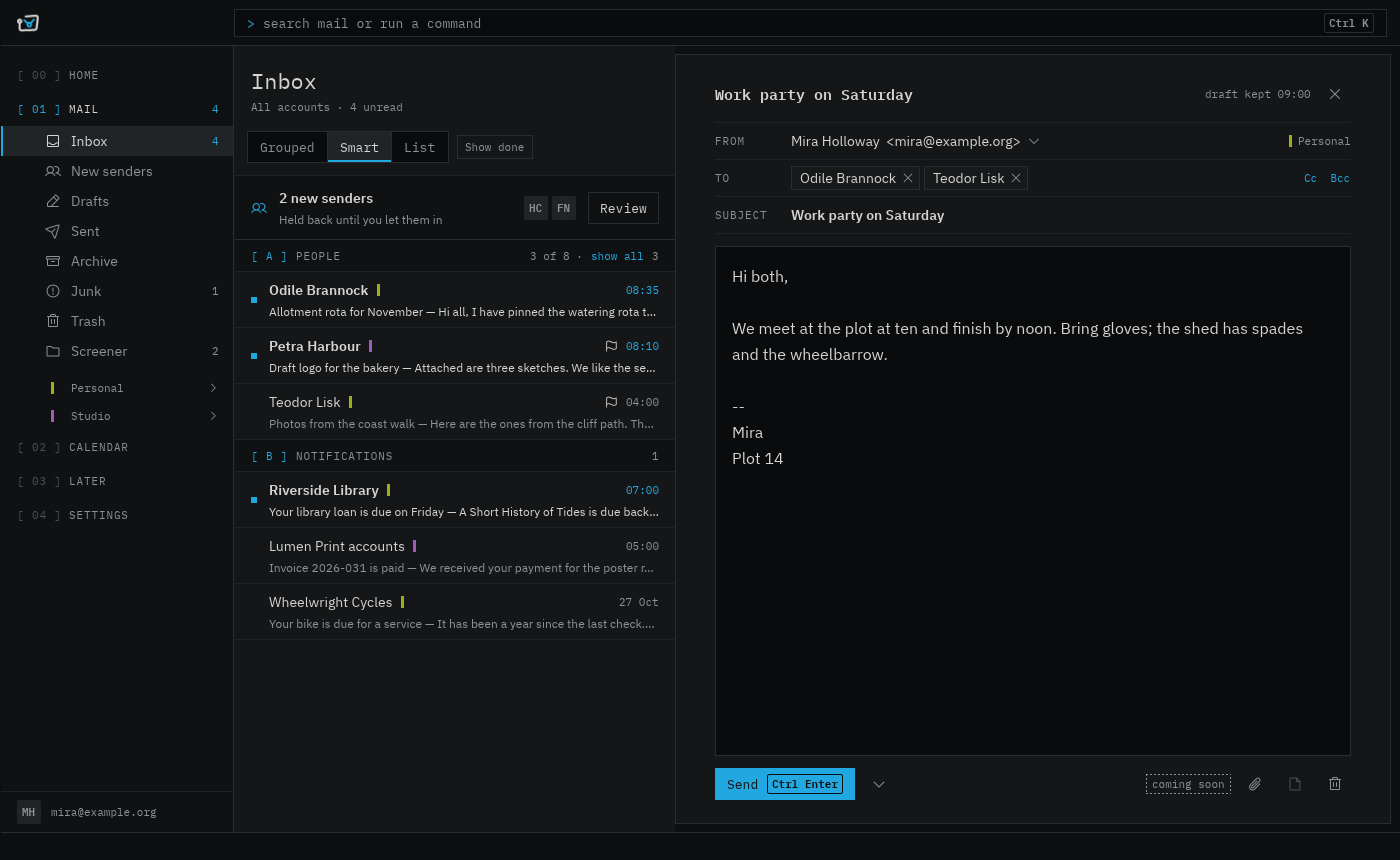 > search mail or run a command Ctrl K
[ 00 ] HOME
[ 01 ] MAIL 4
Inbox 4
New senders
Drafts
Sent
Archive
Junk 1
Trash
Screener 2
Personal
Studio
[ 02 ] CALENDAR
[ 03 ] LATER
[ 04 ] SETTINGS
MH mira@example.org
Inbox
All accounts · 4 unread
Grouped Smart List Show done
2 new senders
Held back until you let them in
HC FN Review
[ A ] PEOPLE 3 of 8 · show all 3
Odile Brannock 08:35
Allotment rota for November — Hi all, I have pinned the watering rota t…
Petra Harbour 08:10
Draft logo for the bakery — Attached are three sketches. We like the se…
Teodor Lisk 04:00
Photos from the coast walk — Here are the ones from the cliff path. Th…
[ B ] NOTIFICATIONS 1
Riverside Library 07:00
Your library loan is due on Friday — A Short History of Tides is due back…
Lumen Print accounts 05:00
Invoice 2026-031 is paid — We received your payment for the poster r…
Wheelwright Cycles 27 Oct
Your bike is due for a service — It has been a year since the last check.…
Work party on Saturday draft kept 09:00
FROM Mira Holloway <mira@example.org> Personal
TO Odile Brannock Teodor Lisk Cc Bcc
SUBJECT Work party on Saturday
Hi both,
We meet at the plot at ten and finish by noon. Bring gloves; the shed has spades
and the wheelbarrow.
--
Mira
Plot 14
Send Ctrl Enter coming soon